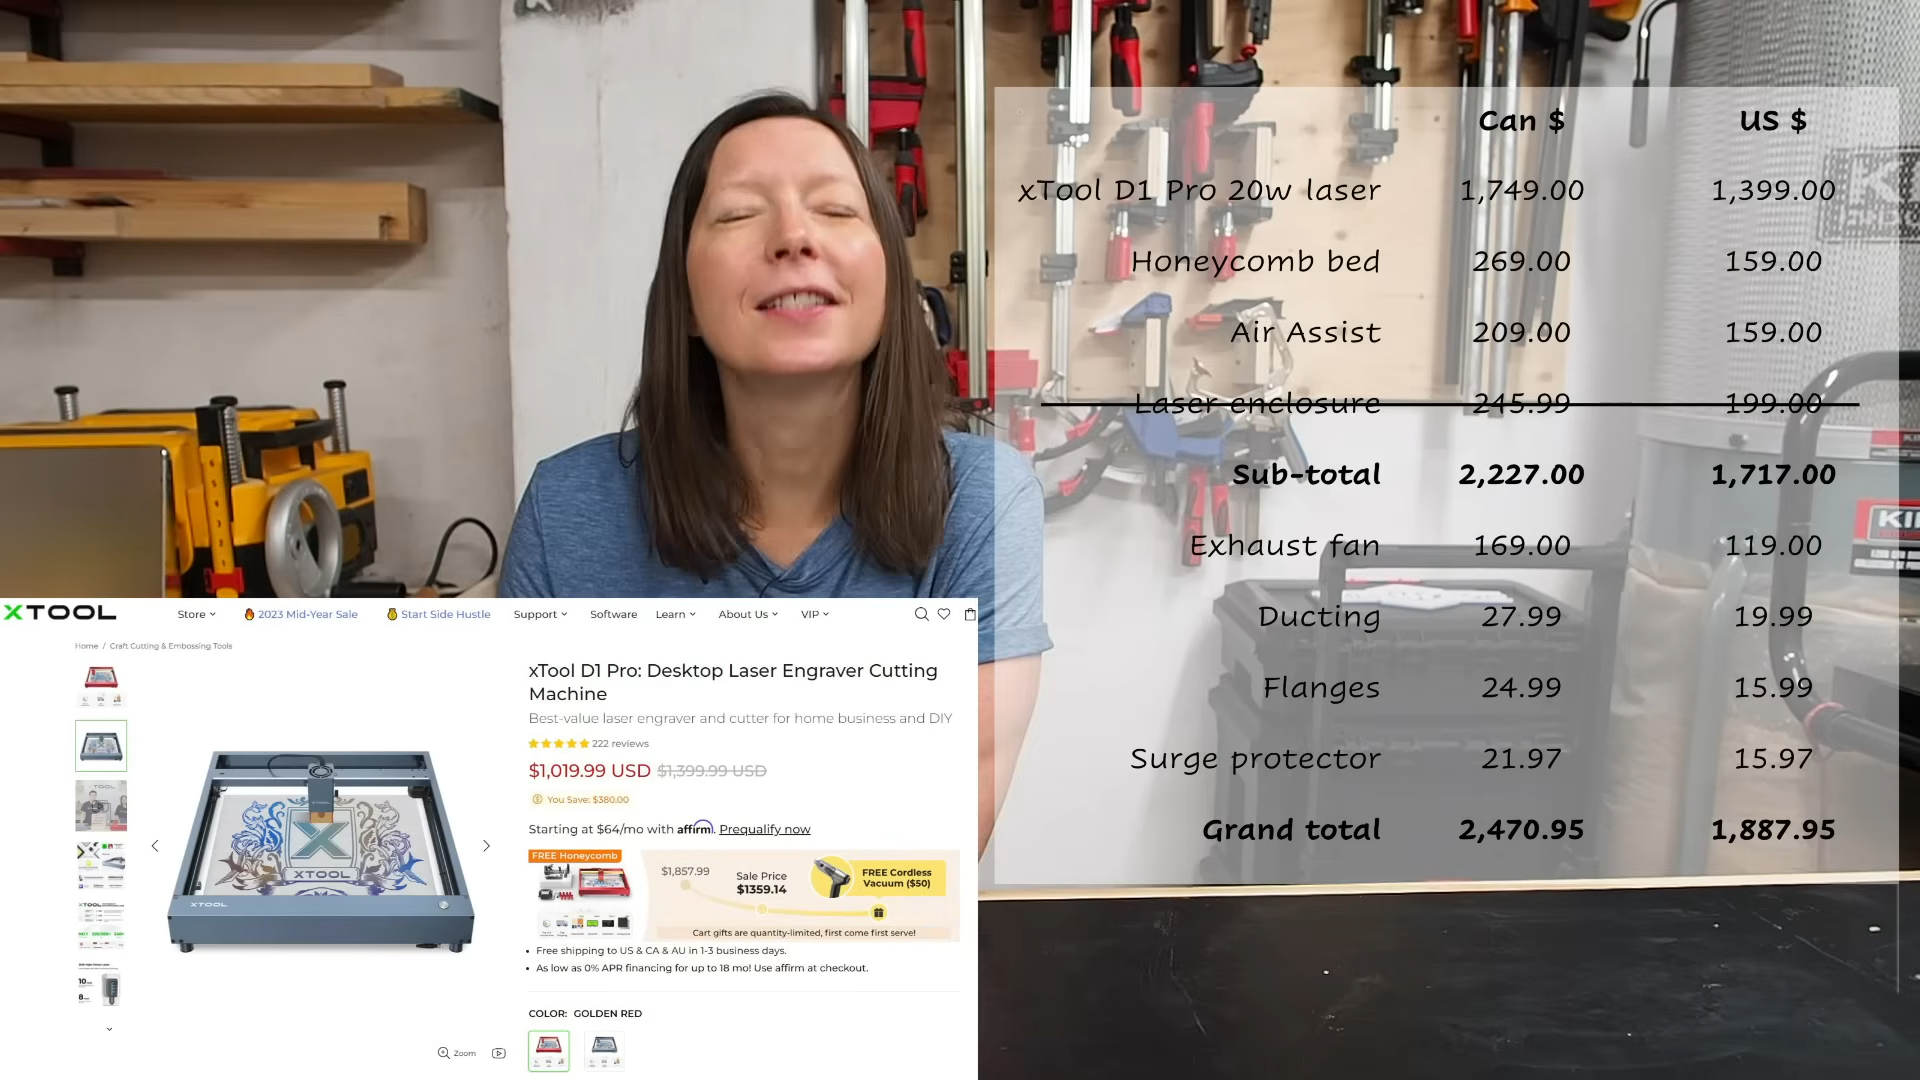 Can $ US $
xTool D1 Pro 20w laser 1,749.00 1,399.00
Honeycomb bed 269.00 159.00
Air Assist 209.00 159.00
Laser enclosure 245.99 199.00
Sub-total 2,227.00 1,717.00
Exhaust fan 169.00 119.00
Ducting 27.99 19.99
Flanges 24.99 15.99
Surge protector 21.97 15.97
Grand total 2,470.95 1,887.95
XTOOL
Store 2023 Mid-Year Sale Start Side Hustle Support Software Learn About Us VIP
Home / Craft Cutting & Embossing Tools
xTool D1 Pro: Desktop Laser Engraver Cutting
Machine
Best-value laser engraver and cutter for home business and DIY
222 reviews
$1,019.99 USD $1,399.99 USD
You Save: $380.00
Starting at $64/mo with affirm. Prequalify now
FREE Honeycomb
$1,857.99
Sale Price
$1359.14
FREE Cordless
Vacuum ($50)
Cart gifts are quantity-limited, first come first serve!
• Free shipping to US & CA & AU in 1-3 business days.
• As low as 0% APR financing for up to 18 mo! Use affirm at checkout.
COLOR: GOLDEN RED
Zoom
XTOOL
XTOOL